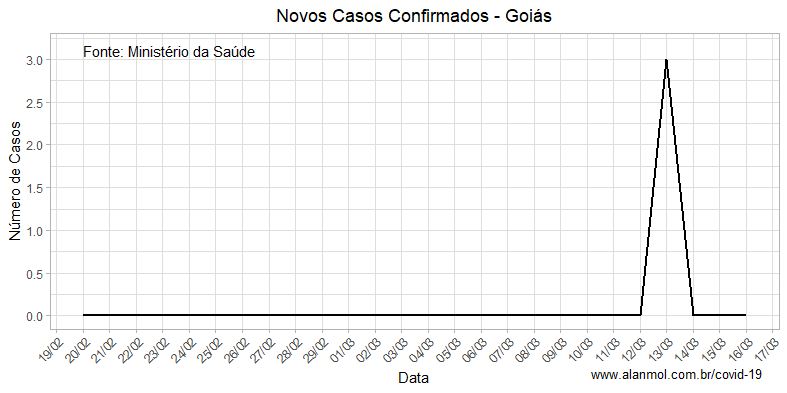 Novos Casos Confirmados - Goiás
Fonte: Ministério da Saúde
Número de Casos
3.0
2.5
2.0
1.5
1.0
0.5
0.0
19/02 20/02 21/02 22/02 23/02 24/02 25/02 26/02 27/02 28/02 29/02 01/03 02/03 03/03 04/03 05/03 06/03 07/03 08/03 09/03 10/03 11/03 12/03 13/03 14/03 15/03 16/03 17/03
Data
www.alanmol.com.br/covid-19